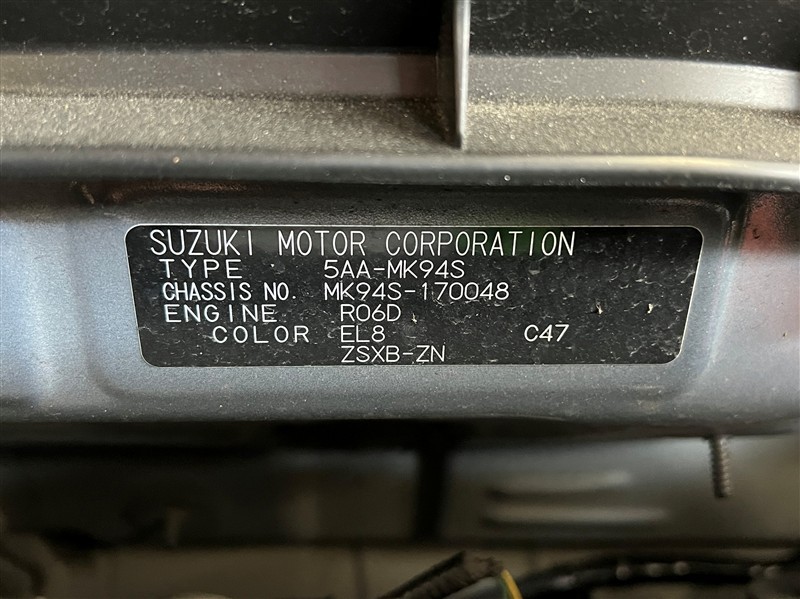 SUZUKI MOTOR CORPORATION
TYPE 5AA-MK94S
CHASSIS NO. MK94S-170048
ENGINE R06D
COLOR EL8 C47
ZSXB-ZN